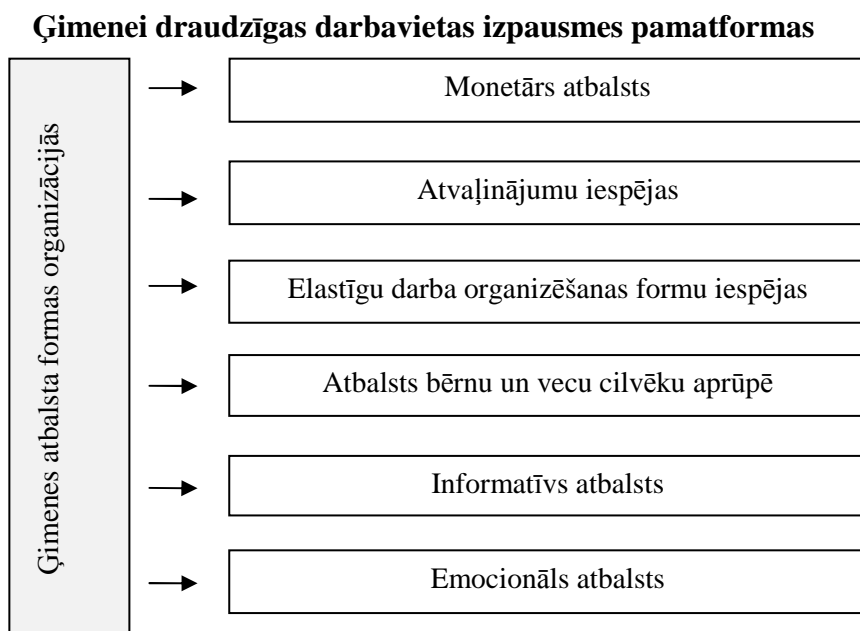 Ģimenei draudzīgas darbavietas izpausmes pamatformas
Ģimenes atbalsta formas organizācijās
Monetārs atbalsts
Atvaļinājumu iespējas
Elastīgu darba organizēšanas formu iespējas
Atbalsts bērnu un vecu cilvēku aprūpē
Informatīvs atbalsts
Emocionāls atbalsts